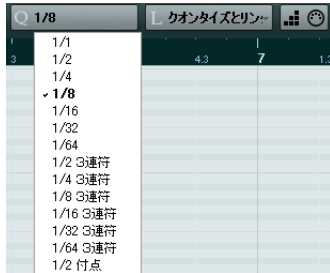 Q 1/8 L クオンタイズとリン
1/1
3 1/2 4.3 7 1.3
1/4
✓ 1/8
1/16
1/32
1/64
1/2 3連符
1/4 3連符
1/8 3連符
1/16 3連符
1/32 3連符
1/64 3連符
1/2 付点